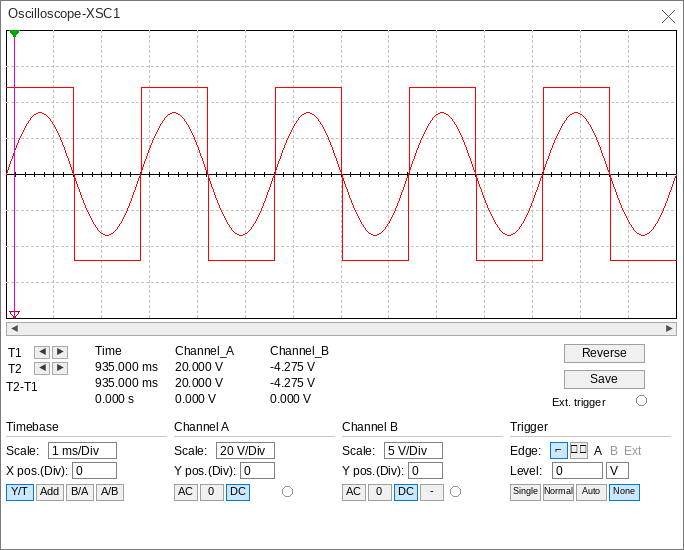 Oscilloscope-XSC1
T1
T2
T2-T1
Time Channel_A Channel_B
935.000 ms 20.000 V -4.275 V
935.000 ms 20.000 V -4.275 V
0.000 s 0.000 V 0.000 V
Reverse
Save
Ext. trigger
Timebase Channel A Channel B Trigger
Scale: 1 ms/Div Scale: 20 V/Div Scale: 5 V/Div Edge: A B Ext
X pos.(Div): 0 Y pos.(Div): 0 Y pos.(Div): 0 Level: 0 V
Y/T Add B/A A/B AC 0 DC AC 0 DC - Single Normal Auto None